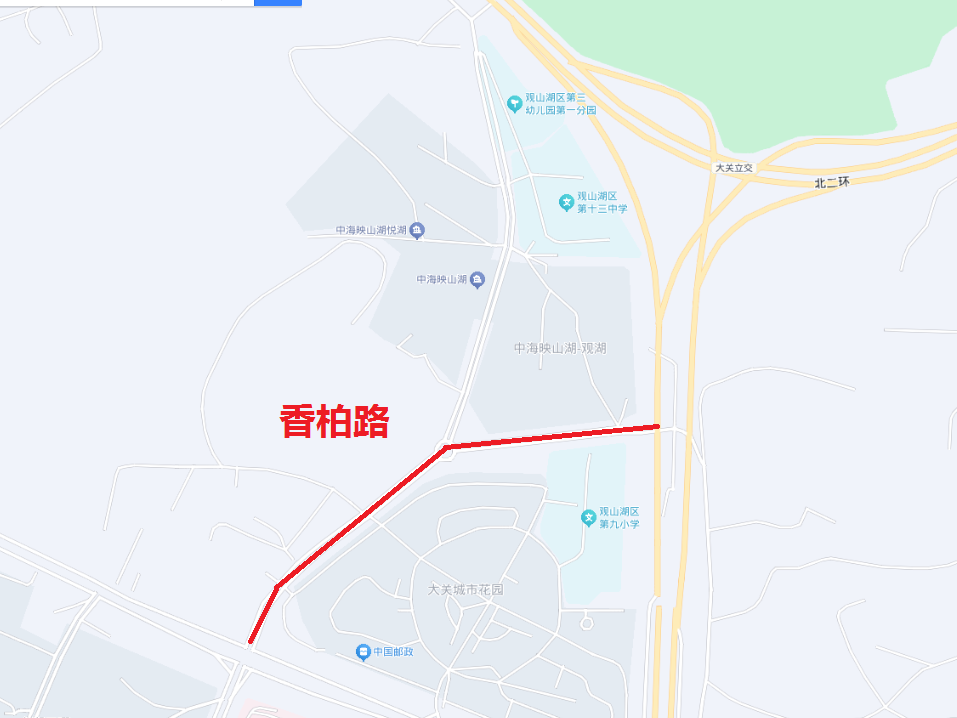 观山湖区第三
幼儿园第一分园
大关立交
北二环
观山湖区
第十三中学
中海映山湖悦湖
中海映山湖
中海映山湖-观湖
香柏路
观山湖区
第九小学
大关城市花园
中国邮政